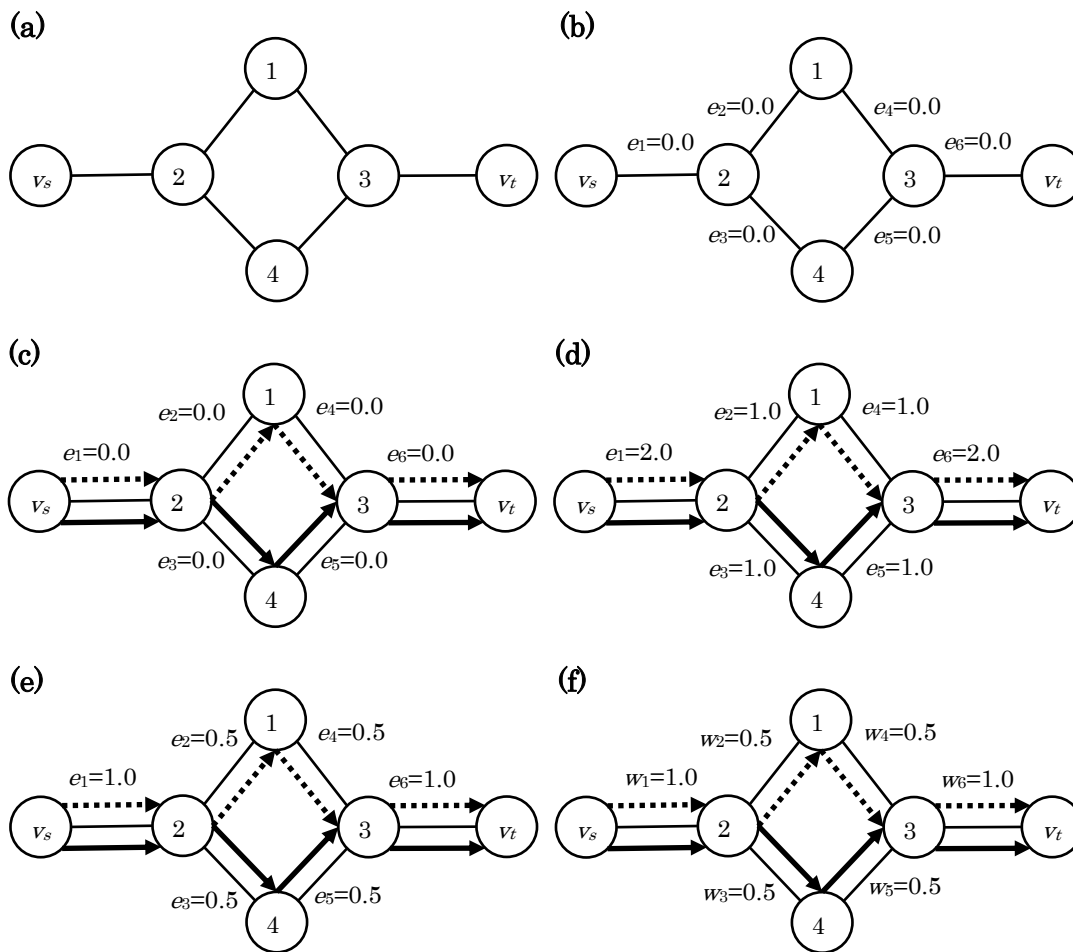 (a)
1
vs
2
3
vt
4
(b)
1
e2=0.0
e4=0.0
e1=0.0
e6=0.0
vs
2
3
vt
e3=0.0
e5=0.0
4
(c)
1
e2=0.0
e4=0.0
e1=0.0
e6=0.0
vs
2
3
vt
e3=0.0
e5=0.0
4
(d)
1
e2=1.0
e4=1.0
e1=2.0
e6=2.0
vs
2
3
vt
e3=1.0
e5=1.0
4
(e)
1
e2=0.5
e4=0.5
e1=1.0
e6=1.0
vs
2
3
vt
e3=0.5
e5=0.5
4
(f)
1
w2=0.5
w4=0.5
w1=1.0
w6=1.0
vs
2
3
vt
w3=0.5
w5=0.5
4